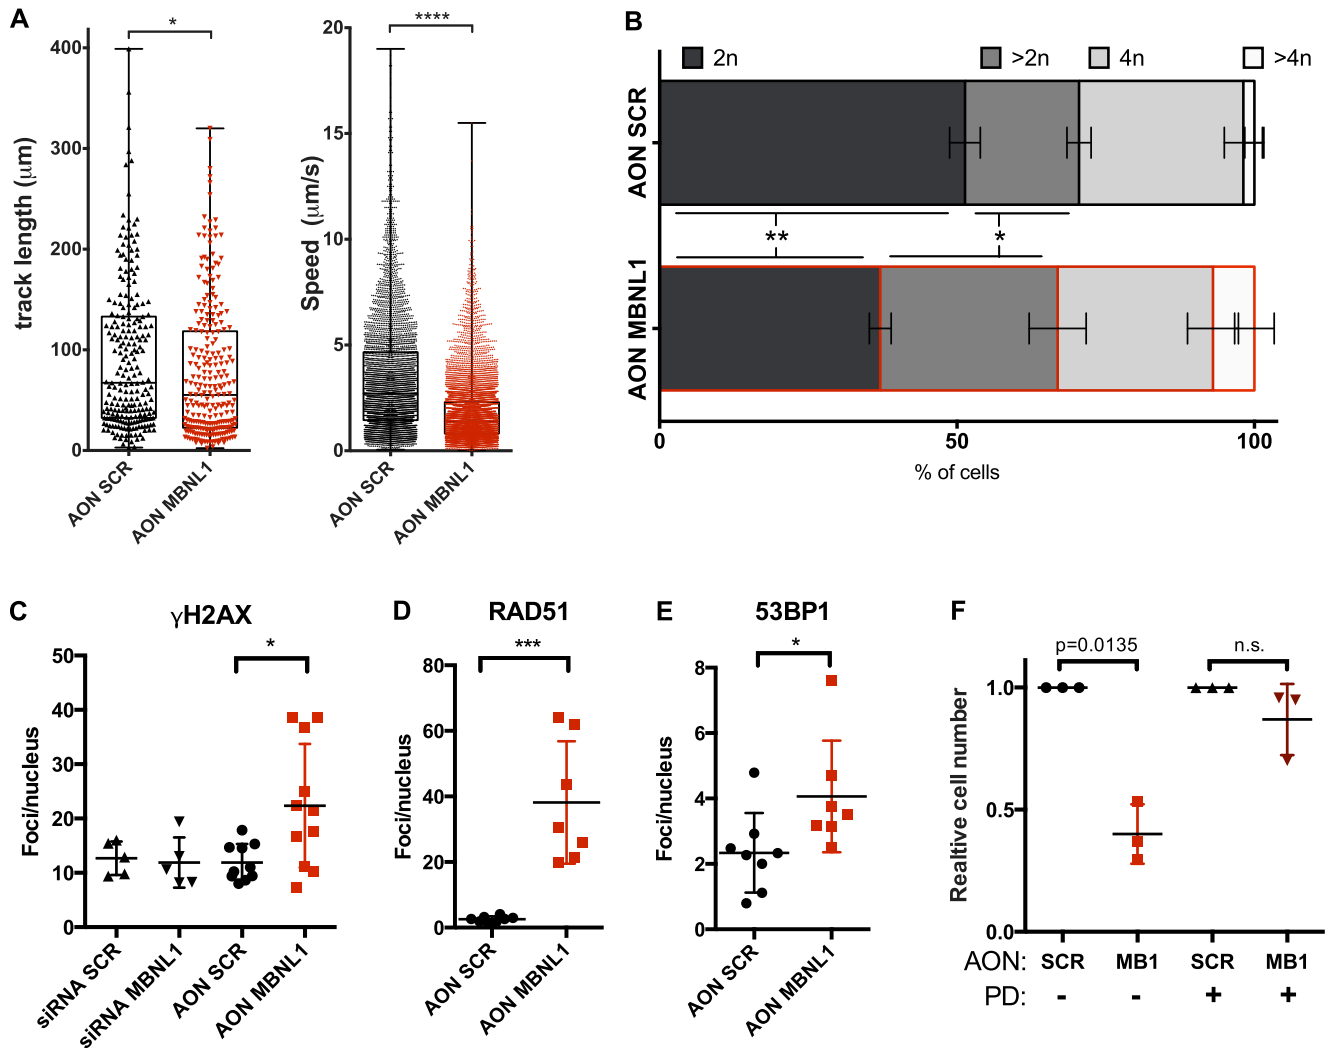 A
*
400
300
200
100
0
track length (μm)
AON SCR
AON MBNL1
****
20
15
10
5
0
Speed (μm/s)
AON SCR
AON MBNL1
B
2n
>2n
4n
>4n
AON SCR
**
*
AON MBNL1
0
50
100
% of cells
C
γH2AX
*
50
40
30
20
10
0
Foci/nucleus
siRNA SCR
siRNA MBNL1
AON SCR
AON MBNL1
D
RAD51
***
80
60
40
20
0
Foci/nucleus
AON SCR
AON MBNL1
E
53BP1
*
8
6
4
2
0
Foci/nucleus
AON SCR
AON MBNL1
F
p=0.0135
n.s.
1.0
0.5
0.0
Realtive cell number
AON: SCR MB1 SCR MB1
PD: - - + +